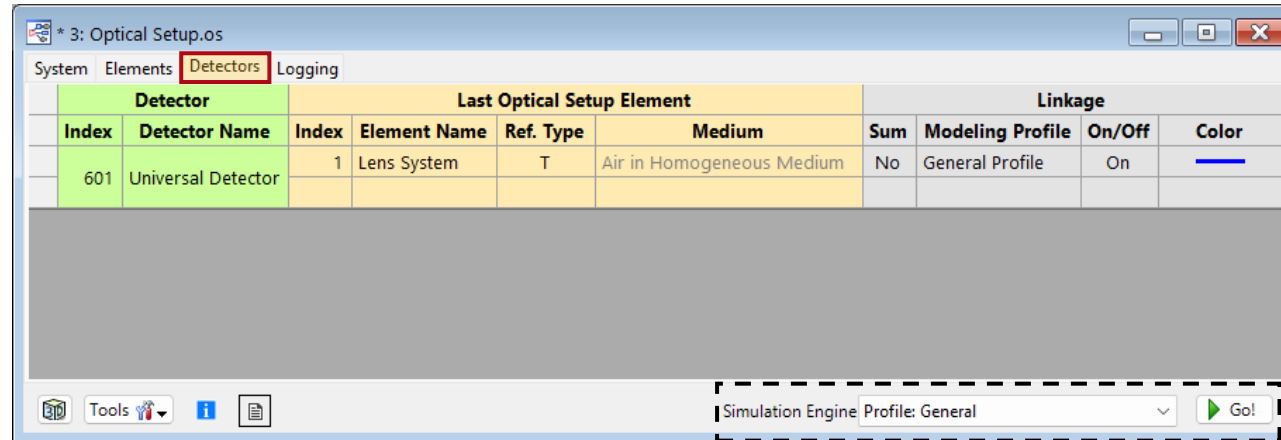 * 3: Optical Setup.os
System Elements Detectors Logging
Detector Last Optical Setup Element Linkage
Index Detector Name Index Element Name Ref. Type Medium Sum Modeling Profile On/Off Color
601 Universal Detector 1 Lens System T Air in Homogeneous Medium No General Profile On
3D Tools i Simulation Engine Profile: General Go!